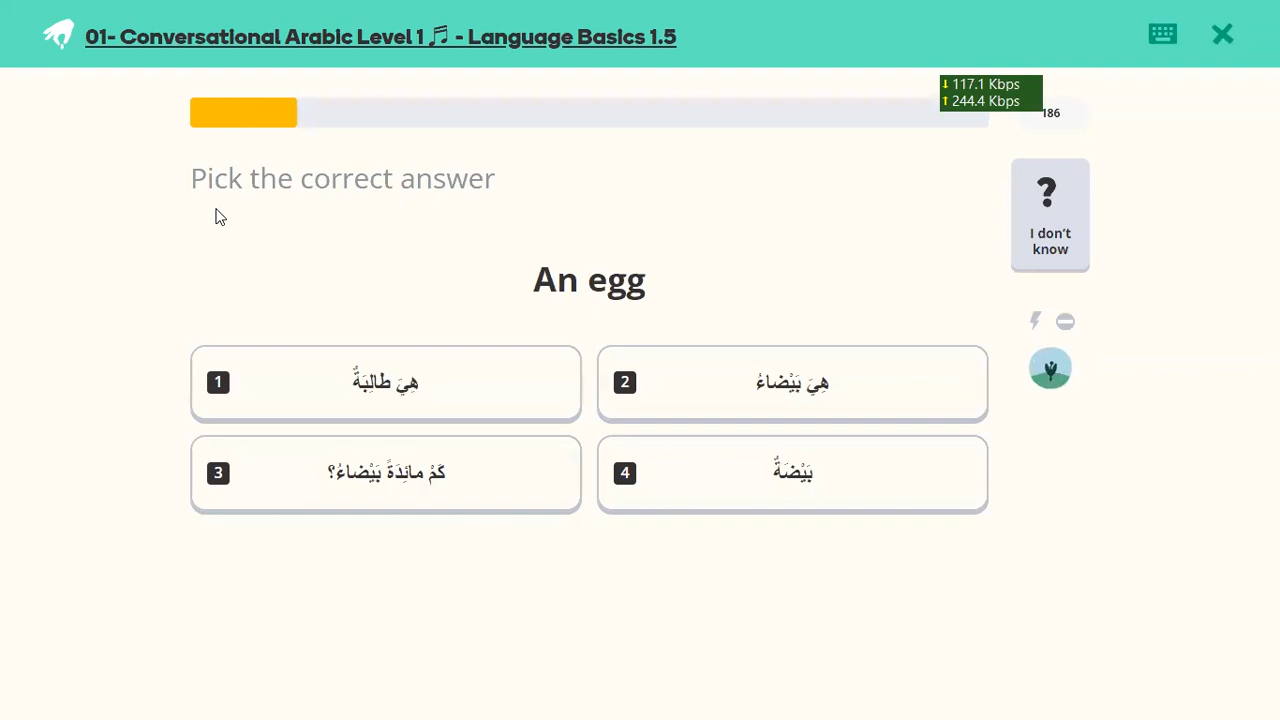 01- Conversational Arabic Level 1 🎵 - Language Basics 1.5
↓ 117.1 Kbps
↑ 244.4 Kbps
186
Pick the correct answer
?
I don't
know
An egg
1 هِيَ طالِبَةٌ
2 هِيَ بَيْضاءُ
3 كَمْ مائِدَةً بَيْضاءُ؟
4 بَيْضَةٌ